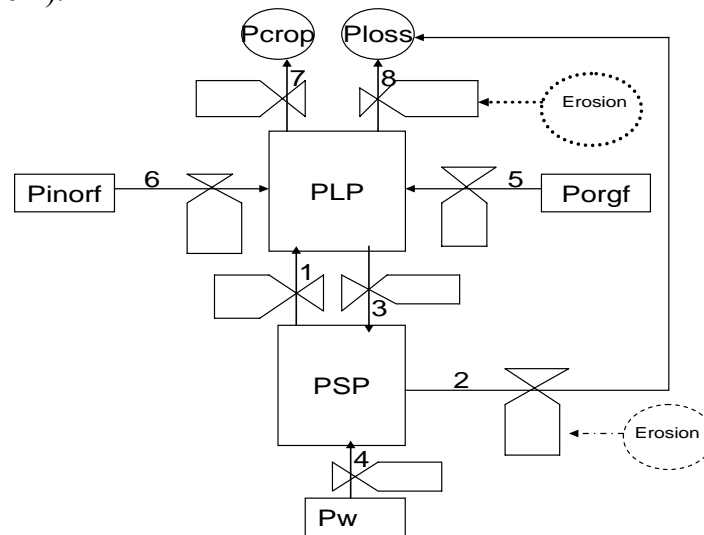 Pcrop
Ploss
7
8
Erosion
6
5
Pinorf
PLP
Porgf
1
3
PSP
2
Erosion
4
Pw